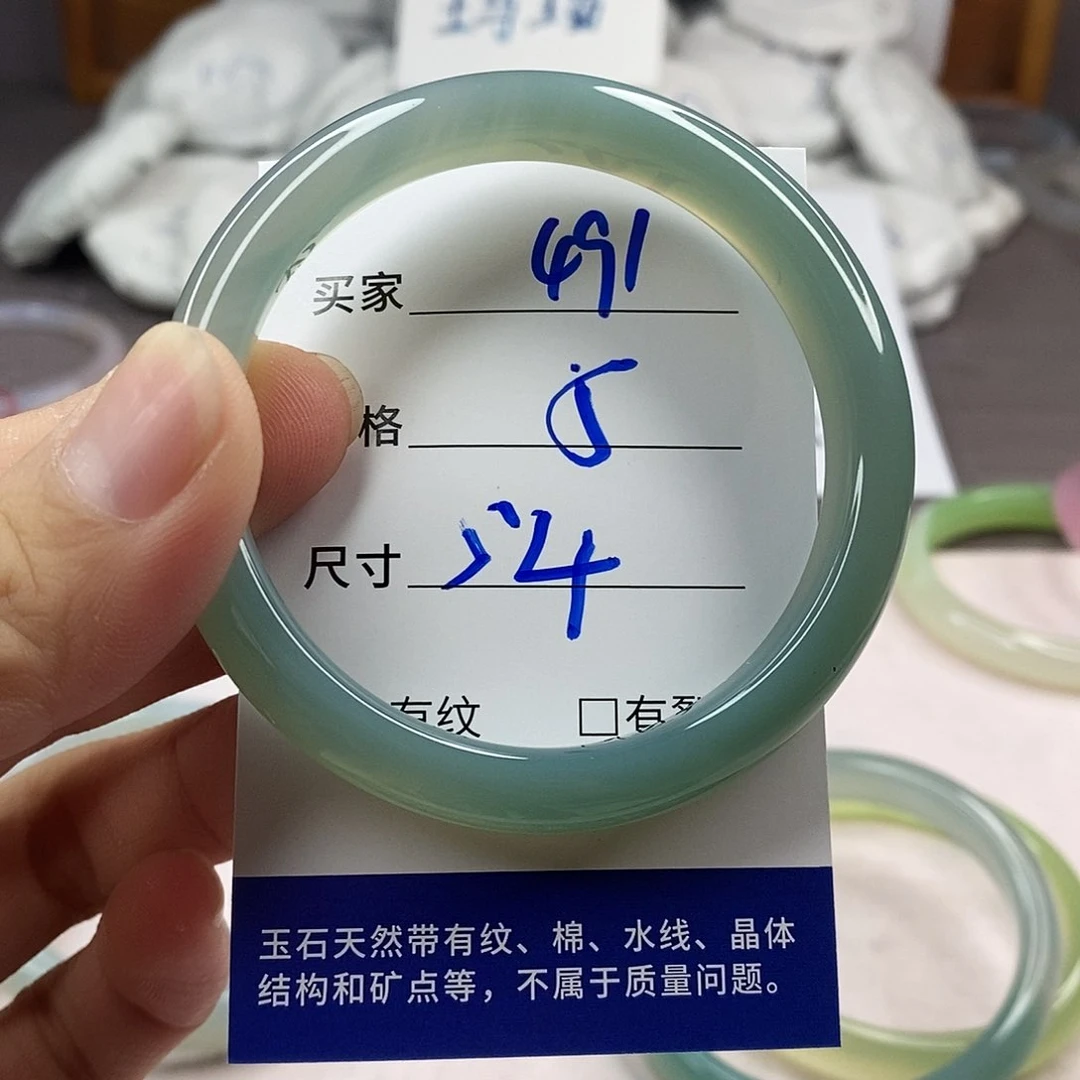 买家 491
格 5
尺寸 54
有纹 □有裂
玉石天然带有纹、棉、水线、晶体
结构和矿点等，不属于质量问题。